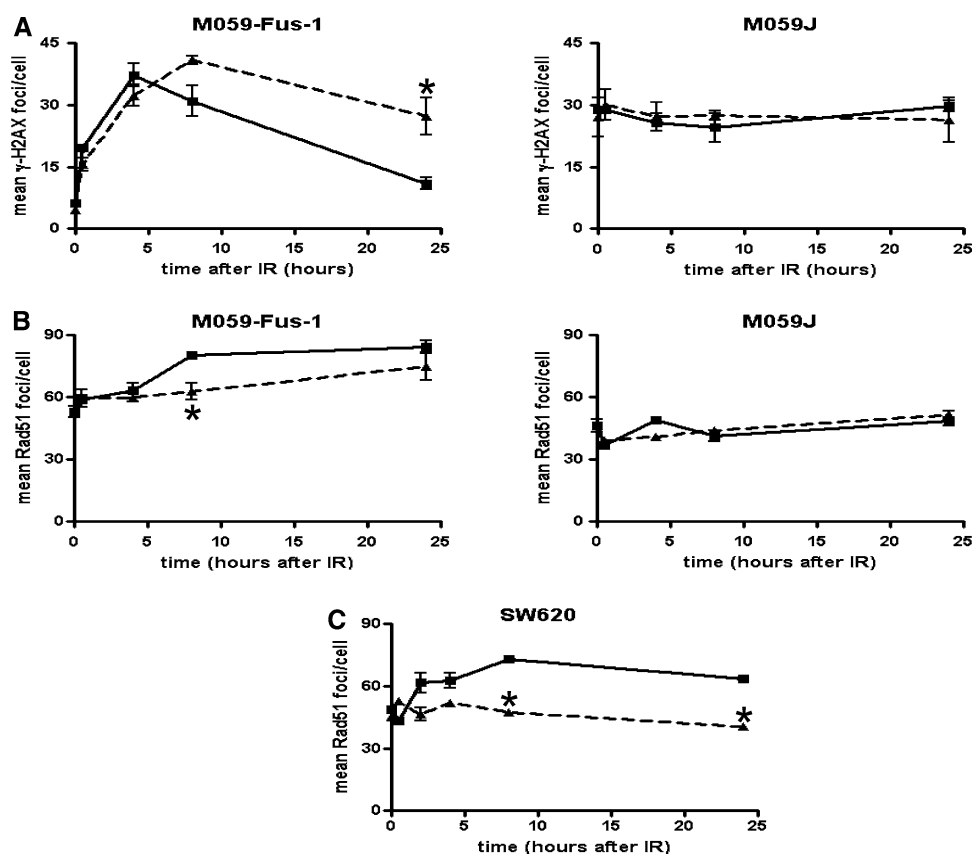 A
M059-Fus-1
45
30
15
0
mean γ-H2AX foci/cell
*
0 5 10 15 20 25
time after IR (hours)
M059J
45
30
15
0
mean γ-H2AX foci/cell
0 5 10 15 20 25
time after IR (hours)
B
M059-Fus-1
90
60
30
0
mean Rad51 foci/cell
*
0 5 10 15 20 25
time (hours after IR)
M059J
90
60
30
0
mean Rad51 foci/cell
0 5 10 15 20 25
time (hours after IR)
C
SW620
90
60
30
0
mean Rad51 foci/cell
* *
0 5 10 15 20 25
time (hours after IR)